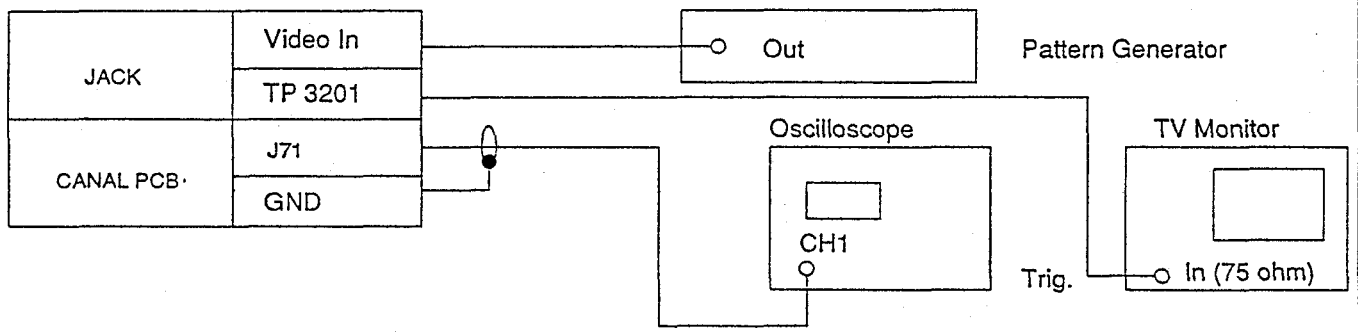 JACK
Video In
TP 3201
CANAL PCB
J71
GND
Out
Pattern Generator
Oscilloscope
CH1
Trig.
TV Monitor
In (75 ohm)